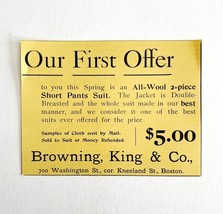 Our First Offer
to you this Spring is an All-Wool 2-piece
Short Pants Suit. The Jacket is Double-
Breasted and the whole suit made in our best
manner, and we consider it one of the best
suits ever offered for the price
Samples of Cloth sent by Mail.
Sold to Suit or Money Refunded.
$5.00
Browning, King & Co.,
700 Washington St., cor. Kneeland St., Boston.